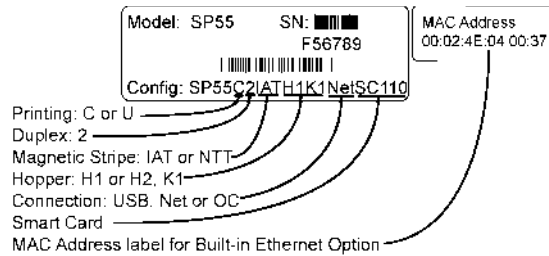 Model: SP55 SN:
F56789
Config: SP55C2IATH1K1NetSC110
MAC Address
00:02:4E:04 00:37
Printing: C or U
Duplex: 2
Magnetic Stripe: IAT or NTT
Hopper: H1 or H2, K1
Connection: USB. Net or OC
Smart Card
MAC Address label for Built-in Ethernet Option